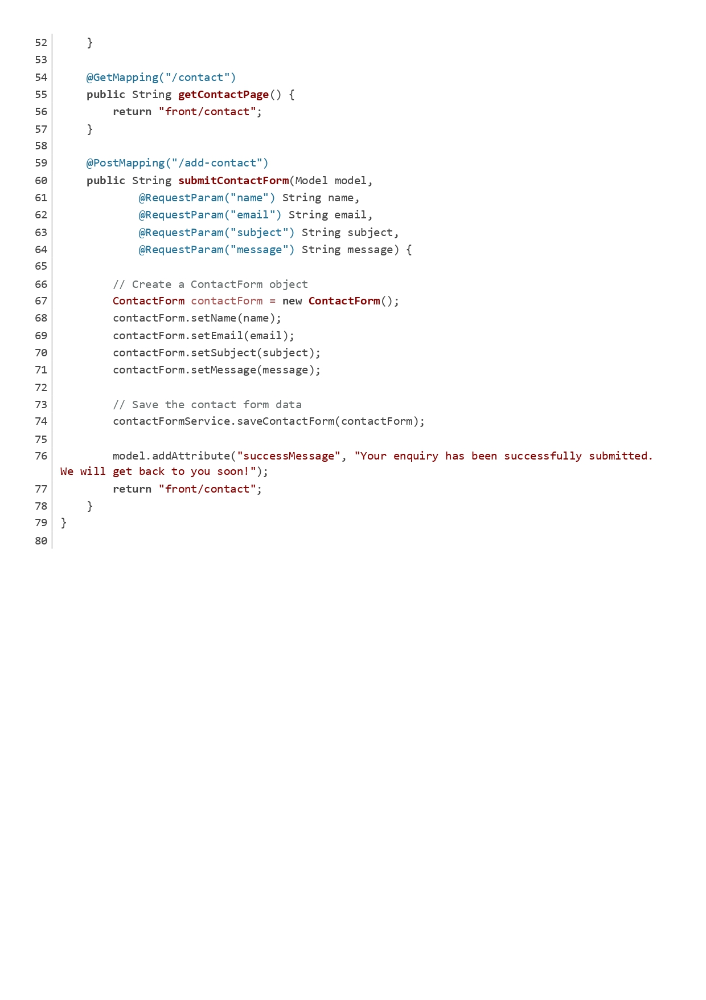 52     }
53
54     @GetMapping("/contact")
55     public String getContactPage() {
56         return "front/contact";
57     }
58
59     @PostMapping("/add-contact")
60     public String submitContactForm(Model model,
61             @RequestParam("name") String name,
62             @RequestParam("email") String email,
63             @RequestParam("subject") String subject,
64             @RequestParam("message") String message) {
65
66         // Create a ContactForm object
67         ContactForm contactForm = new ContactForm();
68         contactForm.setName(name);
69         contactForm.setEmail(email);
70         contactForm.setSubject(subject);
71         contactForm.setMessage(message);
72
73         // Save the contact form data
74         contactFormService.saveContactForm(contactForm);
75
76         model.addAttribute("successMessage", "Your enquiry has been successfully submitted.
We will get back to you soon!");
77         return "front/contact";
78     }
79 }
80